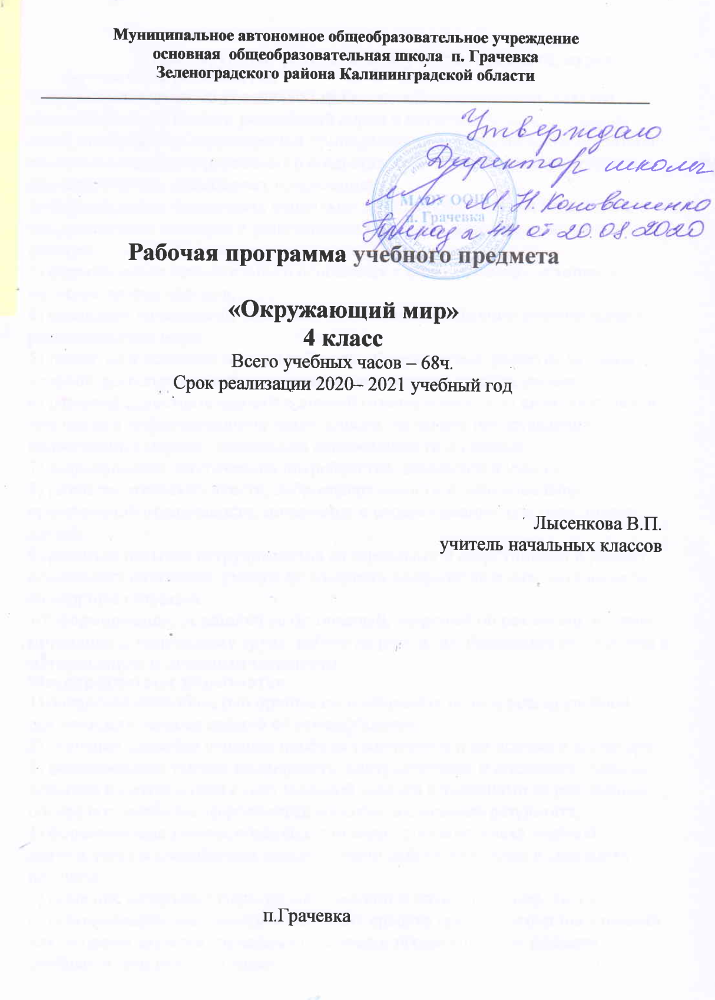 Муниципальное автономное общеобразовательное учреждение
основная общеобразовательная школа п. Грачевка
Зеленоградского района Калининградской области
Утверждаю
Директор школы
М. Н. Коноваленко
Приказ № 44 от 20.08.2020
МАОУ ООШ
п. Грачевка
Рабочая программа учебного предмета
«Окружающий мир»
4 класс
Всего учебных часов – 68ч.
Срок реализации 2020– 2021 учебный год
Лысенкова В.П.
учитель начальных классов
п.Грачевка